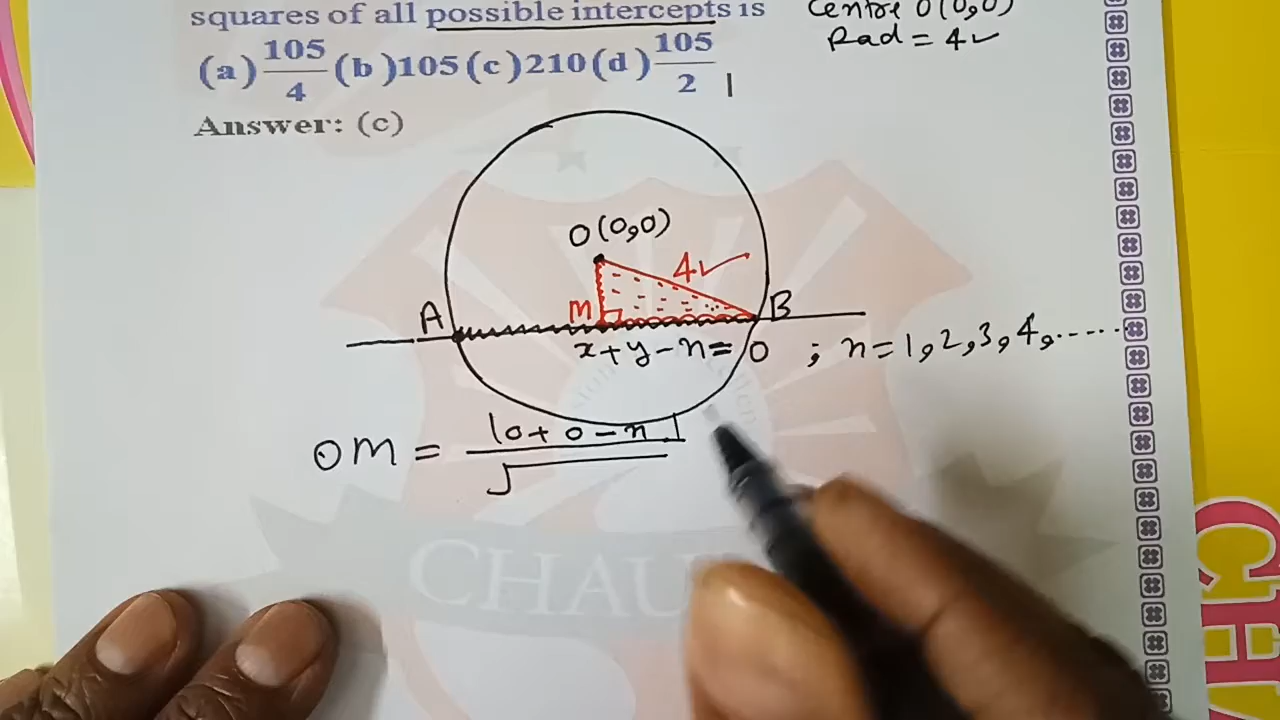 squares of all possible intercepts is
(a) 105/4 (b) 105 (c) 210 (d) 105/2
Answer: (c)
Centre O(0,0)
Rad = 4 ✓
O(0,0)
4 ✓
M
A
B
x+y-n=0 ; n=1,2,3,4,.....
OM = |0+0-n| / √
CHAU